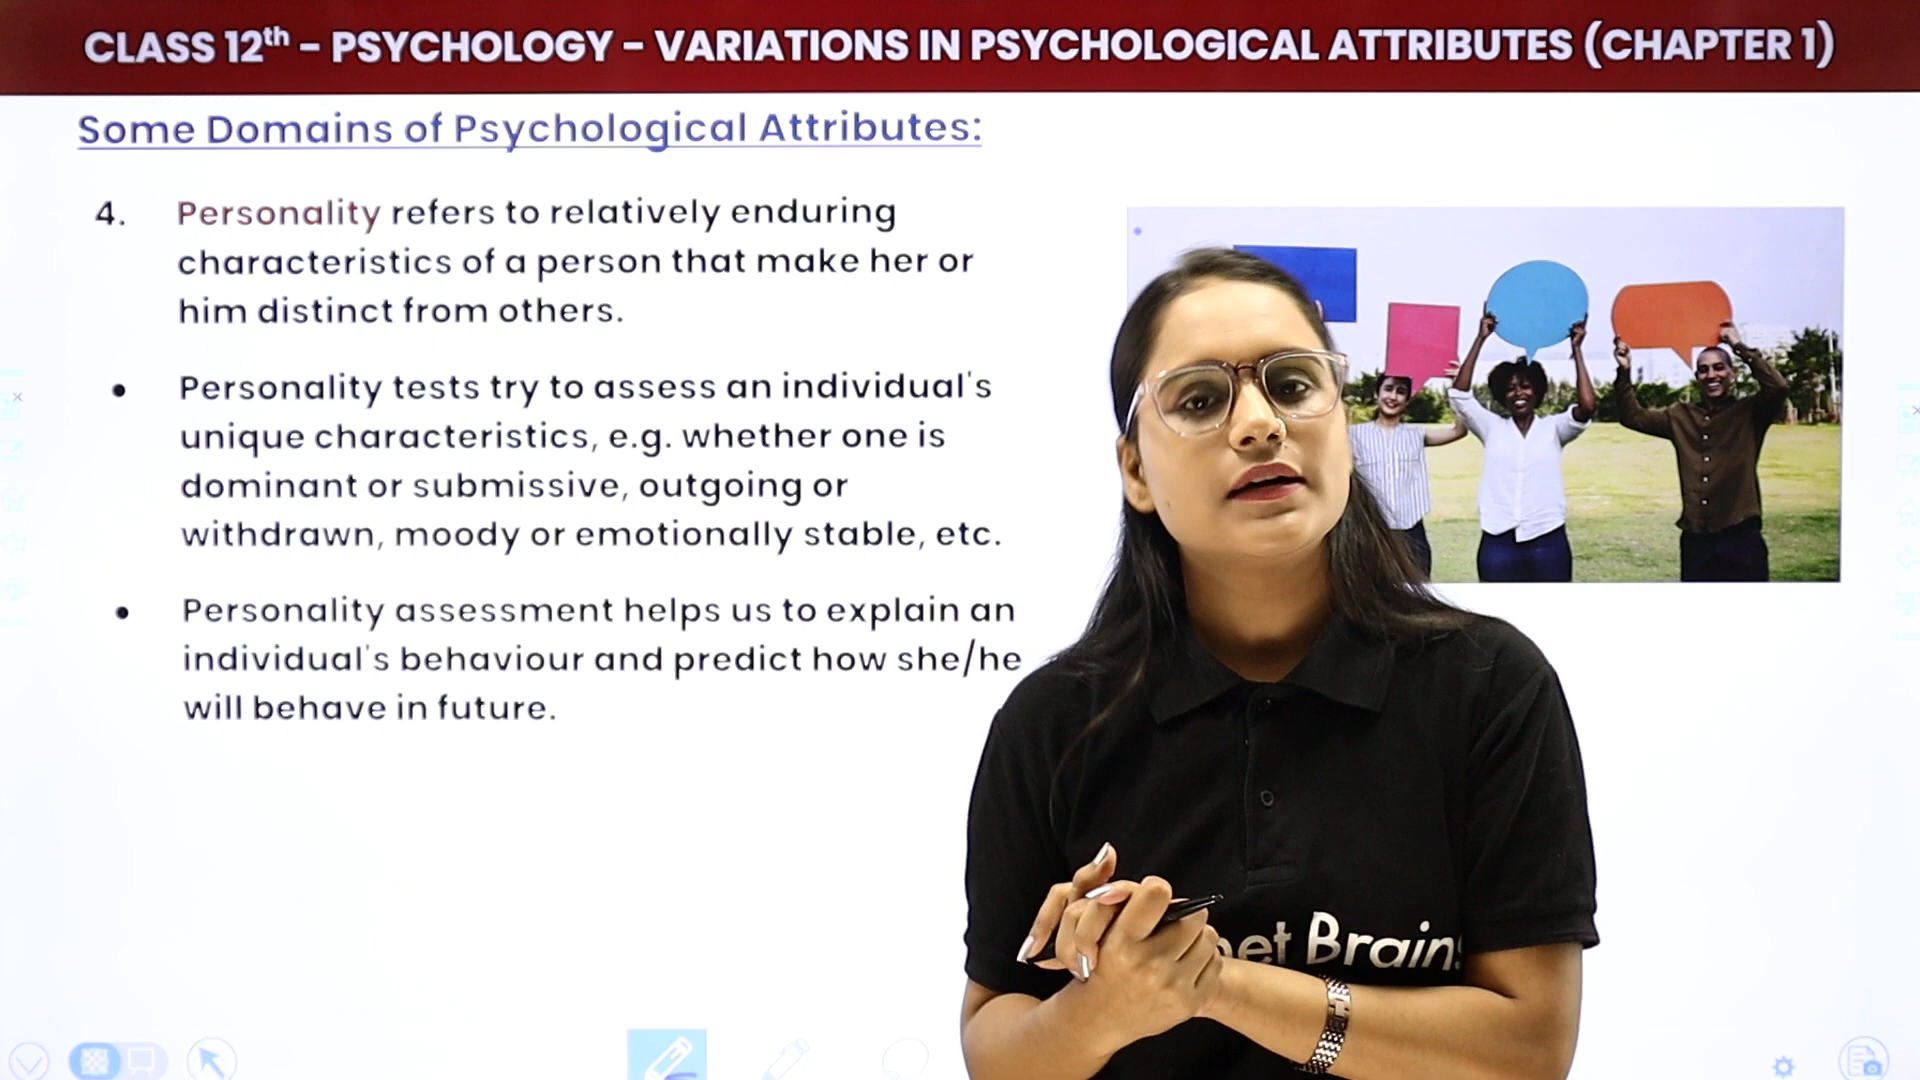 CLASS 12th - PSYCHOLOGY - VARIATIONS IN PSYCHOLOGICAL ATTRIBUTES (CHAPTER 1)
Some Domains of Psychological Attributes:
4. Personality refers to relatively enduring
characteristics of a person that make her or
him distinct from others.
• Personality tests try to assess an individual's
unique characteristics, e.g. whether one is
dominant or submissive, outgoing or
withdrawn, moody or emotionally stable, etc.
• Personality assessment helps us to explain an
individual's behaviour and predict how she/he
will behave in future.
Brains